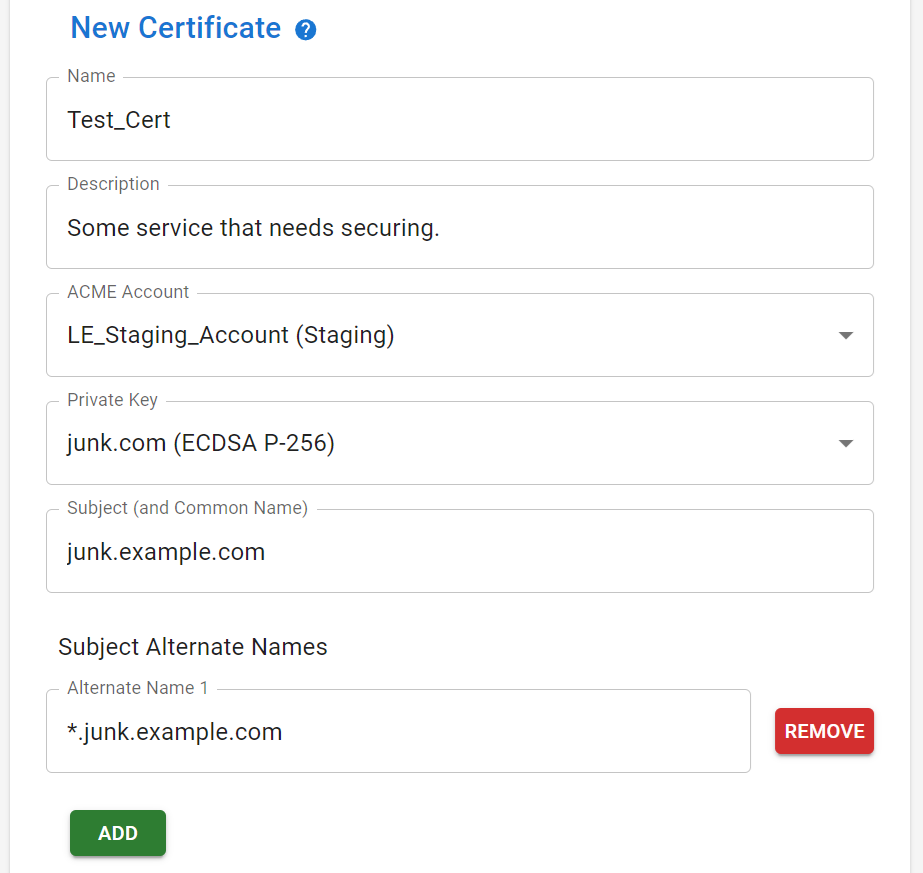 New Certificate ?
Name
Test_Cert
Description
Some service that needs securing.
ACME Account
LE_Staging_Account (Staging)
Private Key
junk.com (ECDSA P-256)
Subject (and Common Name)
junk.example.com
Subject Alternate Names
Alternate Name 1
*.junk.example.com
REMOVE
ADD